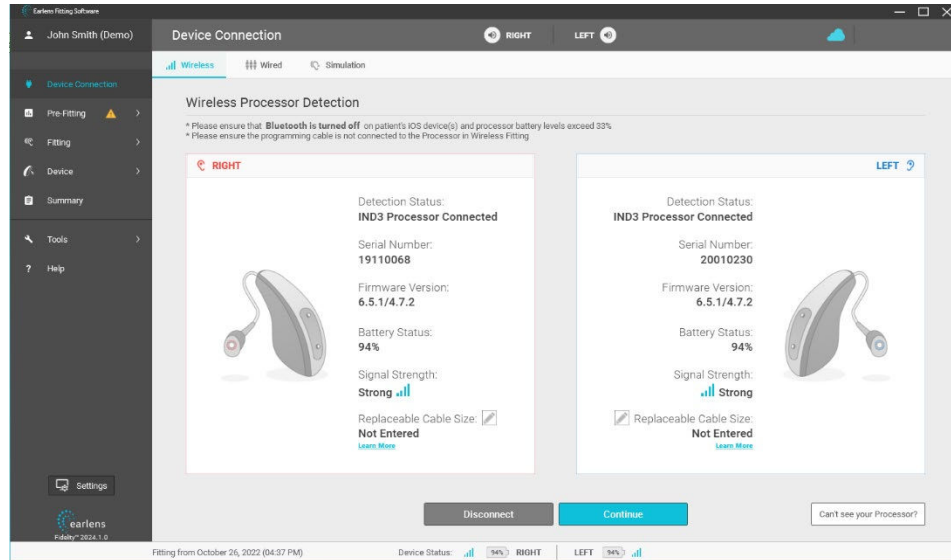 Earlens Fitting Software
John Smith (Demo)
Device Connection
RIGHT
LEFT
Wireless
Wired
Simulation
Device Connection
Pre-Fitting
Fitting
Device
Summary
Tools
? Help
Settings
earlens
Fidelity™ 2024.1.0
Wireless Processor Detection
* Please ensure that Bluetooth is turned off on patient's iOS device(s) and processor battery levels exceed 33%
* Please ensure the programming cable is not connected to the Processor in Wireless Fitting
RIGHT
Detection Status:
IND3 Processor Connected
Serial Number:
19110068
Firmware Version:
6.5.1/4.7.2
Battery Status:
94%
Signal Strength:
Strong
Replaceable Cable Size:
Not Entered
Learn More
LEFT
Detection Status:
IND3 Processor Connected
Serial Number:
20010230
Firmware Version:
6.5.1/4.7.2
Battery Status:
94%
Signal Strength:
Strong
Replaceable Cable Size:
Not Entered
Learn More
Disconnect
Continue
Can't see your Processor?
Fitting from October 26, 2022 (04:37 PM)
Device Status: 94% RIGHT LEFT 94%